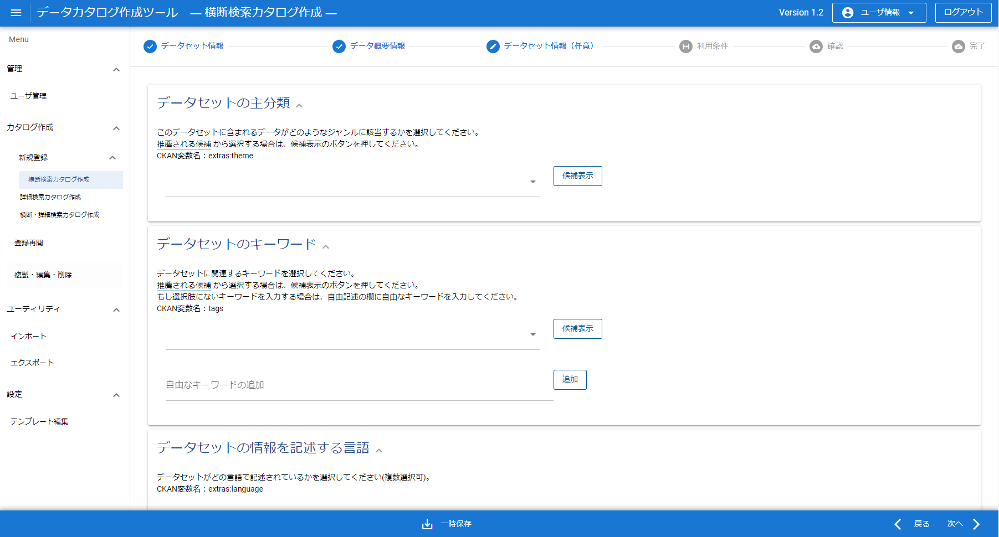 データカタログ作成ツール ― 横断検索カタログ作成 ―
Version 1.2
ユーザ情報
ログアウト
Menu
管理
ユーザ管理
カタログ作成
新規登録
横断検索カタログ作成
詳細検索カタログ作成
横断・詳細検索カタログ作成
登録再開
複製・編集・削除
ユーティリティ
インポート
エクスポート
設定
テンプレート編集
データセット情報
データ概要情報
データセット情報（任意）
利用条件
確認
完了
データセットの主分類
このデータセットに含まれるデータがどのようなジャンルに該当するかを選択してください。
推薦される候補 から選択する場合は、候補表示のボタンを押してください。
CKAN変数名：extras:theme
候補表示
データセットのキーワード
データセットに関連するキーワードを選択してください。
推薦される候補 から選択する場合は、候補表示のボタンを押してください。
もし選択肢にないキーワードを入力する場合は、自由記述の欄に自由なキーワードを入力してください。
CKAN変数名：tags
候補表示
自由なキーワードの追加
追加
データセットの情報を記述する言語
データセットがどの言語で記述されているかを選択してください(複数選択可)。
CKAN変数名：extras:language
一時保存
戻る
次へ